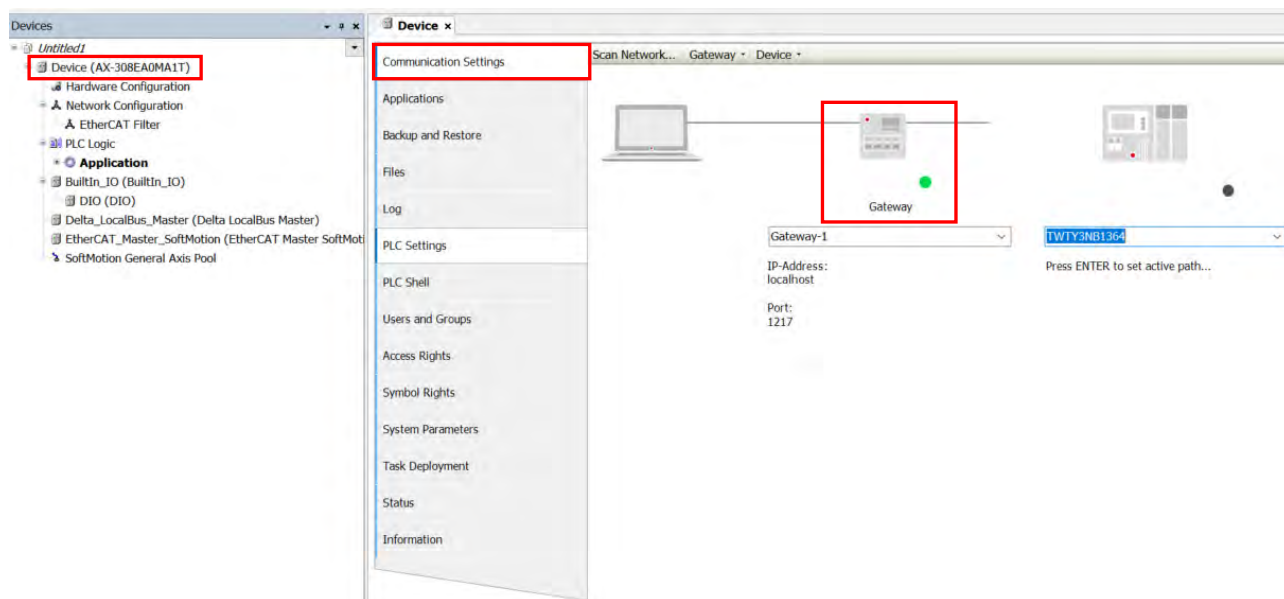 Devices
Device
Untitled1
Device (AX-308EA0MA1T)
Hardware Configuration
Network Configuration
EtherCAT Filter
PLC Logic
Application
BuiltIn_IO (BuiltIn_IO)
DIO (DIO)
Delta_LocalBus_Master (Delta LocalBus Master)
EtherCAT_Master_SoftMotion (EtherCAT Master SoftMoti
SoftMotion General Axis Pool
Communication Settings
Applications
Backup and Restore
Files
Log
PLC Settings
PLC Shell
Users and Groups
Access Rights
Symbol Rights
System Parameters
Task Deployment
Status
Information
Scan Network... Gateway Device
Gateway
Gateway-1
IP-Address:
localhost
Port:
1217
TWTY3NB1364
Press ENTER to set active path...